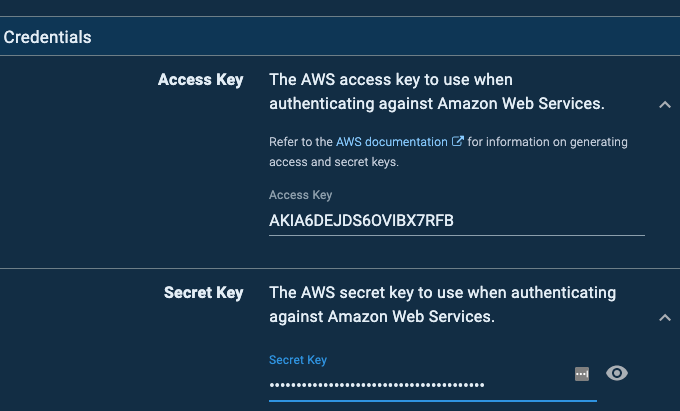 Credentials
Access Key
The AWS access key to use when
authenticating against Amazon Web Services.
Refer to the AWS documentation for information on generating
access and secret keys.
Access Key
AKIA6DEJDS6OVIBX7RFB
Secret Key
The AWS secret key to use when authenticating
against Amazon Web Services.
Secret Key
••••••••••••••••••••••••••••••••••••••••